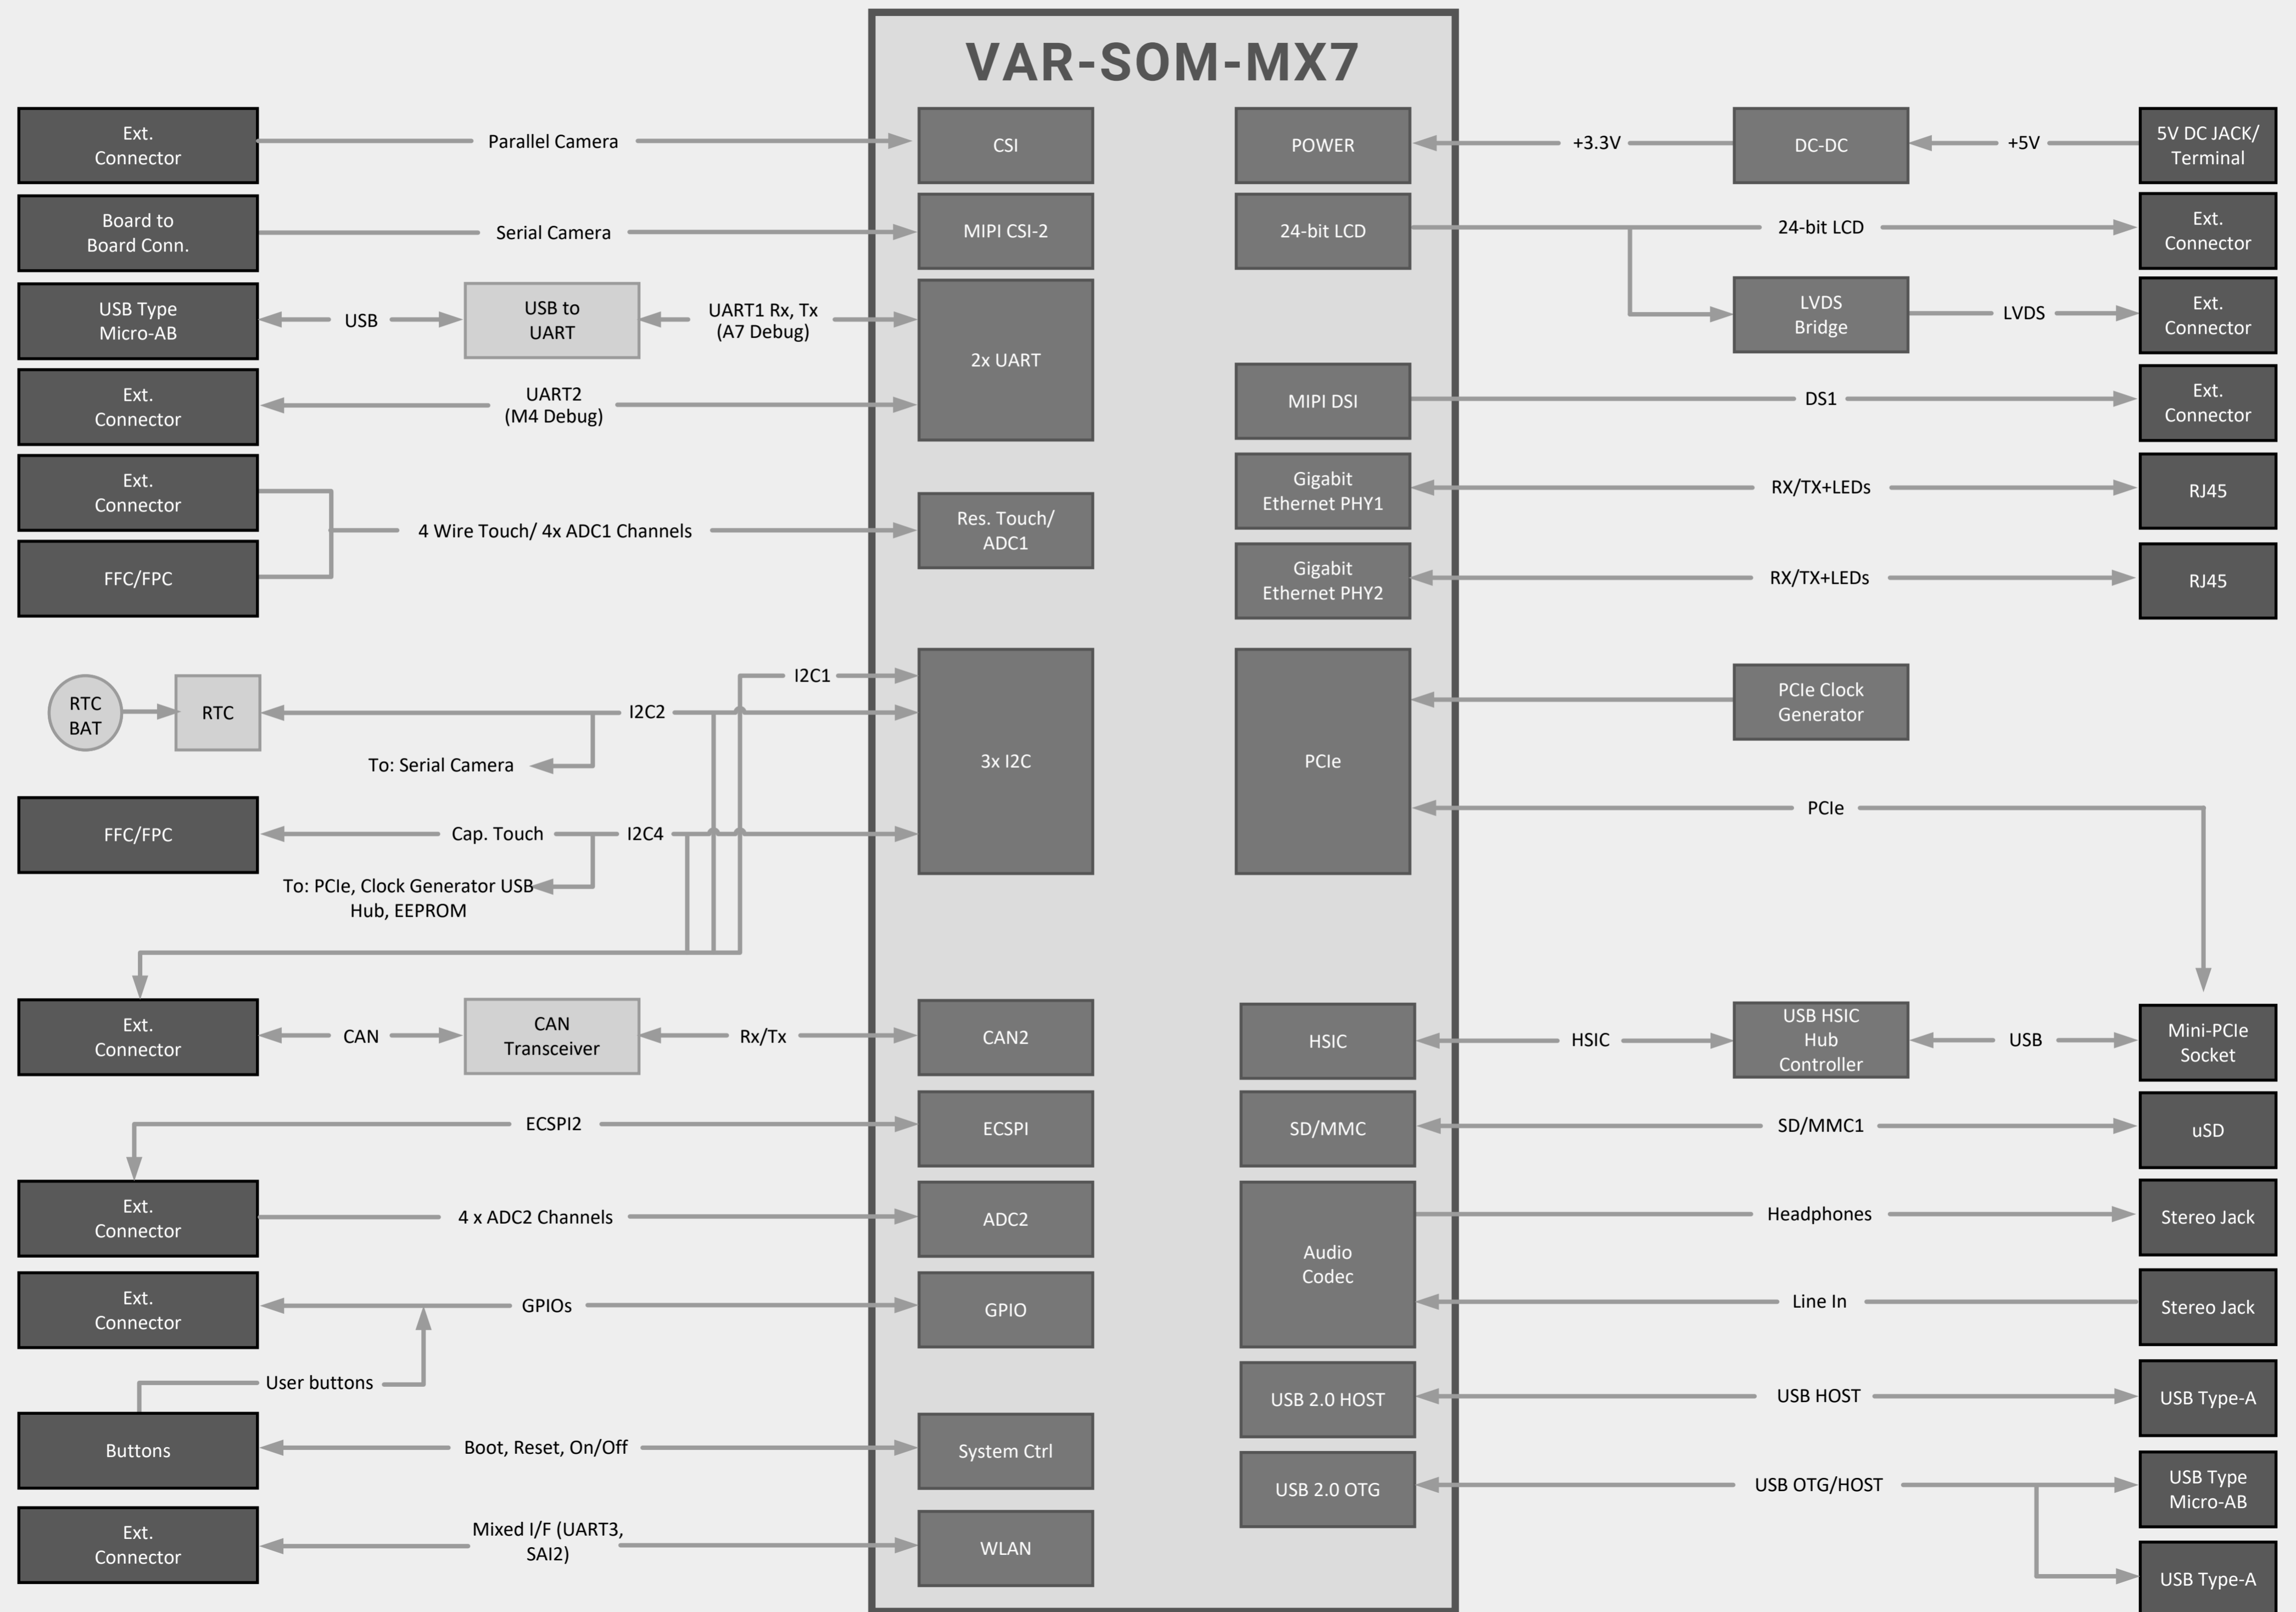 VAR-SOM-MX7
Ext.
Connector
Parallel Camera
CSI
POWER
+3.3V
DC-DC
+5V
5V DC JACK/
Terminal
Board to
Board Conn.
Serial Camera
MIPI CSI-2
24-bit LCD
24-bit LCD
Ext.
Connector
USB Type
Micro-AB
USB
USB to
UART
UART1 Rx, Tx
(A7 Debug)
2x UART
LVDS
Bridge
LVDS
Ext.
Connector
Ext.
Connector
UART2
(M4 Debug)
MIPI DSI
DS1
Ext.
Connector
Ext.
Connector
4 Wire Touch/ 4x ADC1 Channels
Res. Touch/
ADC1
Gigabit
Ethernet PHY1
RX/TX+LEDs
RJ45
FFC/FPC
Gigabit
Ethernet PHY2
RX/TX+LEDs
RJ45
RTC
BAT
RTC
I2C1
I2C2
To: Serial Camera
3x I2C
PCIe
PCIe Clock
Generator
FFC/FPC
Cap. Touch
I2C4
PCIe
To: PCIe, Clock Generator USB
Hub, EEPROM
Ext.
Connector
CAN
CAN
Transceiver
Rx/Tx
CAN2
HSIC
HSIC
USB HSIC
Hub
Controller
USB
Mini-PCIe
Socket
ECSPI2
ECSPI
SD/MMC
SD/MMC1
uSD
Ext.
Connector
4 x ADC2 Channels
ADC2
Audio
Codec
Headphones
Stereo Jack
Ext.
Connector
GPIOs
GPIO
Line In
Stereo Jack
User buttons
USB 2.0 HOST
USB HOST
USB Type-A
Buttons
Boot, Reset, On/Off
System Ctrl
USB 2.0 OTG
USB OTG/HOST
USB Type
Micro-AB
Ext.
Connector
Mixed I/F (UART3,
SAI2)
WLAN
USB Type-A